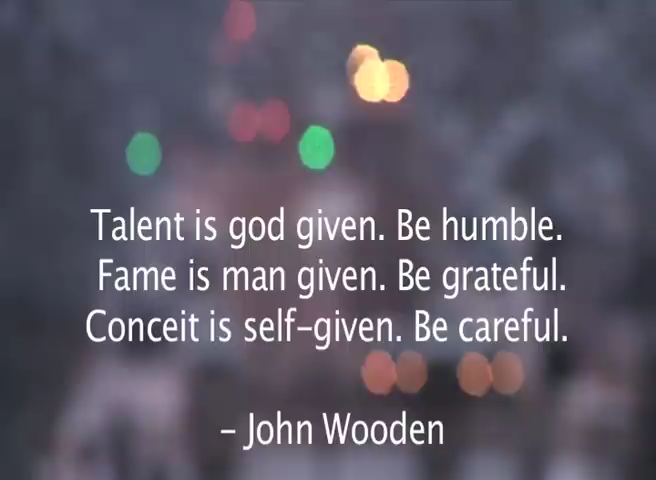 Talent is god given. Be humble.
Fame is man given. Be grateful.
Conceit is self-given. Be careful.
- John Wooden